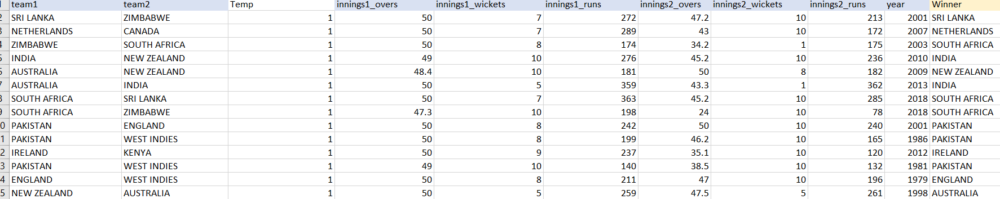 team1 team2 Temp innings1_overs innings1_wickets innings1_runs innings2_overs innings2_wickets innings2_runs year Winner
2 SRI LANKA ZIMBABWE 1 50 7 272 47.2 10 213 2001 SRI LANKA
3 NETHERLANDS CANADA 1 50 7 289 43 10 172 2007 NETHERLANDS
4 ZIMBABWE SOUTH AFRICA 1 50 8 174 34.2 1 175 2003 SOUTH AFRICA
5 INDIA NEW ZEALAND 1 49 10 276 45.2 10 236 2010 INDIA
6 AUSTRALIA NEW ZEALAND 1 48.4 10 181 50 8 182 2009 NEW ZEALAND
7 AUSTRALIA INDIA 1 50 5 359 43.3 1 362 2013 INDIA
8 SOUTH AFRICA SRI LANKA 1 50 7 363 45.2 10 285 2018 SOUTH AFRICA
9 SOUTH AFRICA ZIMBABWE 1 47.3 10 198 24 10 78 2018 SOUTH AFRICA
0 PAKISTAN ENGLAND 1 50 8 242 50 10 240 2001 PAKISTAN
1 PAKISTAN WEST INDIES 1 50 8 199 46.2 10 165 1986 PAKISTAN
2 IRELAND KENYA 1 50 9 237 35.1 10 120 2012 IRELAND
3 PAKISTAN WEST INDIES 1 49 10 140 38.5 10 132 1981 PAKISTAN
4 ENGLAND WEST INDIES 1 50 8 211 47 10 196 1979 ENGLAND
5 NEW ZEALAND AUSTRALIA 1 50 5 259 47.5 5 261 1998 AUSTRALIA